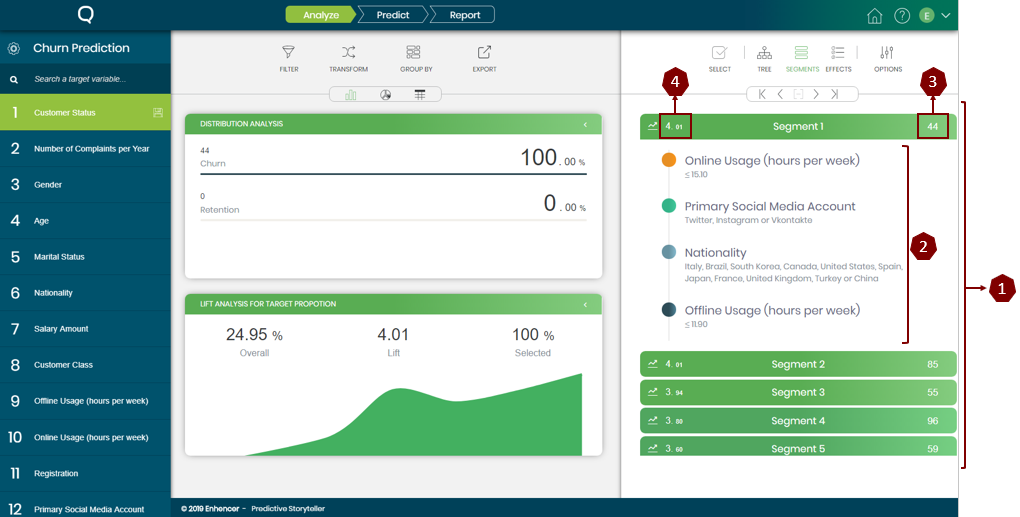 Q
Analyze
Predict
Report
E
Churn Prediction
Search a target variable...
1 Customer Status
2 Number of Complaints per Year
3 Gender
4 Age
5 Marital Status
6 Nationality
7 Salary Amount
8 Customer Class
9 Offline Usage (hours per week)
10 Online Usage (hours per week)
11 Registration
12 Primary Social Media Account
FILTER
TRANSFORM
GROUP BY
EXPORT
DISTRIBUTION ANALYSIS
44
Churn
100.00 %
0
Retention
0.00 %
LIFT ANALYSIS FOR TARGET PROPOTION
24.95 %
4.01
100 %
Overall
Lift
Selected
SELECT
TREE
SEGMENTS
EFFECTS
OPTIONS
4
3
4.01 Segment 1 44
Online Usage (hours per week)
≤ 15.10
Primary Social Media Account
Twitter, Instagram or Vkontakte
Nationality
Italy, Brazil, South Korea, Canada, United States, Spain,
Japan, France, United Kingdom, Turkey or China
Offline Usage (hours per week)
≤ 11.90
2
1
4.01 Segment 2 85
3.94 Segment 3 55
3.80 Segment 4 96
3.60 Segment 5 59
© 2019 Enhencer - Predictive Storyteller